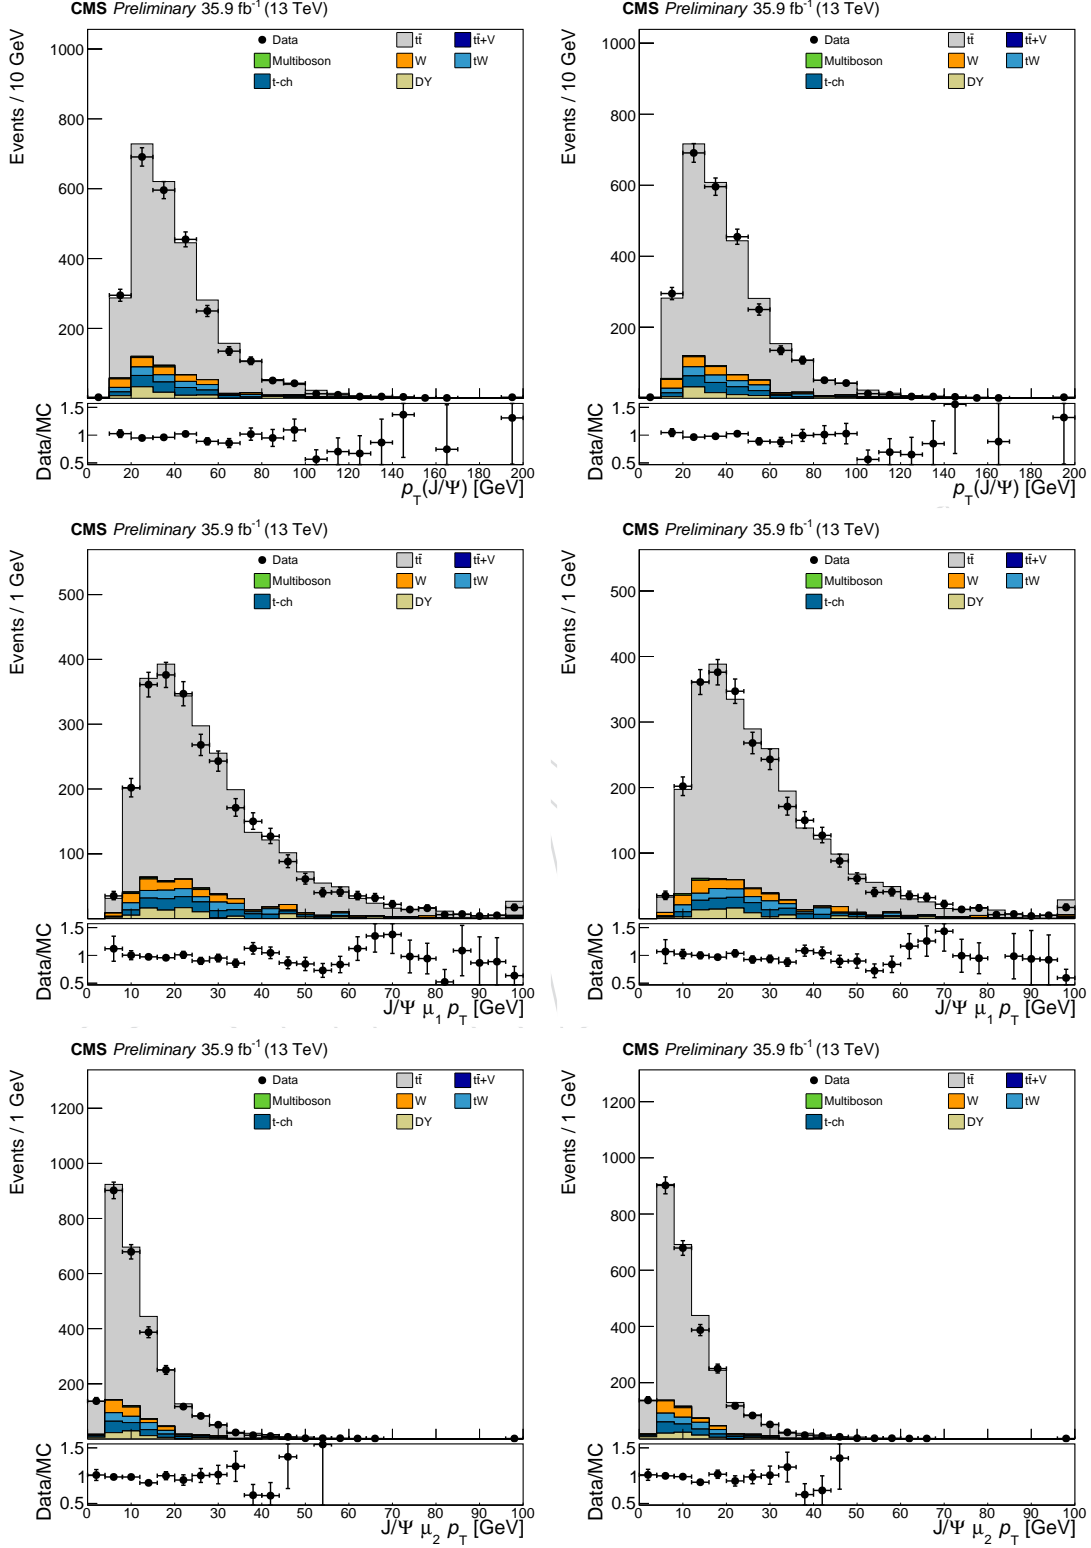 CMS Preliminary 35.9 fb⁻¹ (13 TeV)
Events / 10 GeV
1000
800
600
400
200
Data
Multiboson
t-ch
tt̄
W
DY
tt̄+V
tW
Data/MC
1.5
1
0.5
0 20 40 60 80 100 120 140 160 180 200
p_T(J/Ψ) [GeV]
CMS Preliminary 35.9 fb⁻¹ (13 TeV)
Events / 10 GeV
1000
800
600
400
200
Data
Multiboson
t-ch
tt̄
W
DY
tt̄+V
tW
Data/MC
1.5
1
0.5
0 20 40 60 80 100 120 140 160 180 200
p_T(J/Ψ) [GeV]
CMS Preliminary 35.9 fb⁻¹ (13 TeV)
Events / 1 GeV
500
400
300
200
100
Data
Multiboson
t-ch
tt̄
W
DY
tt̄+V
tW
Data/MC
1.5
1
0.5
0 10 20 30 40 50 60 70 80 90 100
J/Ψ μ₁ p_T [GeV]
CMS Preliminary 35.9 fb⁻¹ (13 TeV)
Events / 1 GeV
500
400
300
200
100
Data
Multiboson
t-ch
tt̄
W
DY
tt̄+V
tW
Data/MC
1.5
1
0.5
0 10 20 30 40 50 60 70 80 90 100
J/Ψ μ₁ p_T [GeV]
CMS Preliminary 35.9 fb⁻¹ (13 TeV)
Events / 1 GeV
1200
1000
800
600
400
200
Data
Multiboson
t-ch
tt̄
W
DY
tt̄+V
tW
Data/MC
1.5
1
0.5
0 10 20 30 40 50 60 70 80 90 100
J/Ψ μ₂ p_T [GeV]
CMS Preliminary 35.9 fb⁻¹ (13 TeV)
Events / 1 GeV
1200
1000
800
600
400
200
Data
Multiboson
t-ch
tt̄
W
DY
tt̄+V
tW
Data/MC
1.5
1
0.5
0 10 20 30 40 50 60 70 80 90 100
J/Ψ μ₂ p_T [GeV]